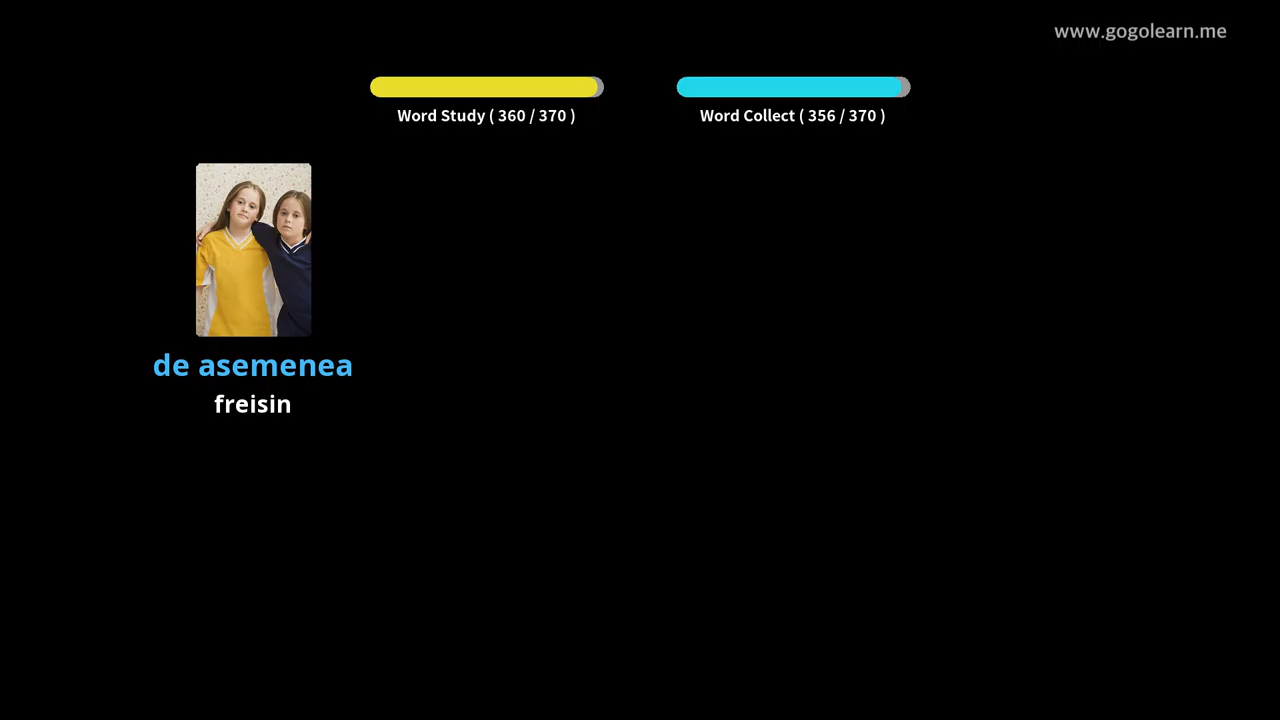 www.gogolearn.me
Word Study ( 360 / 370 )
Word Collect ( 356 / 370 )
de asemenea
freisin